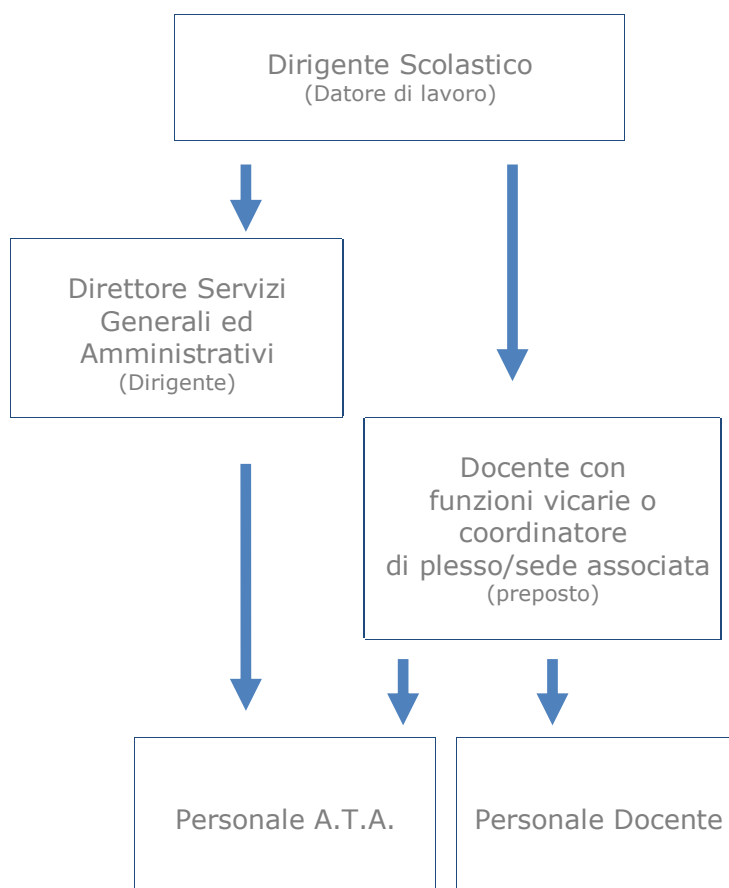 Dirigente Scolastico
(Datore di lavoro)
Direttore Servizi
Generali ed
Amministrativi
(Dirigente)
Docente con
funzioni vicarie o
coordinatore
di plesso/sede associata
(preposto)
Personale A.T.A.
Personale Docente